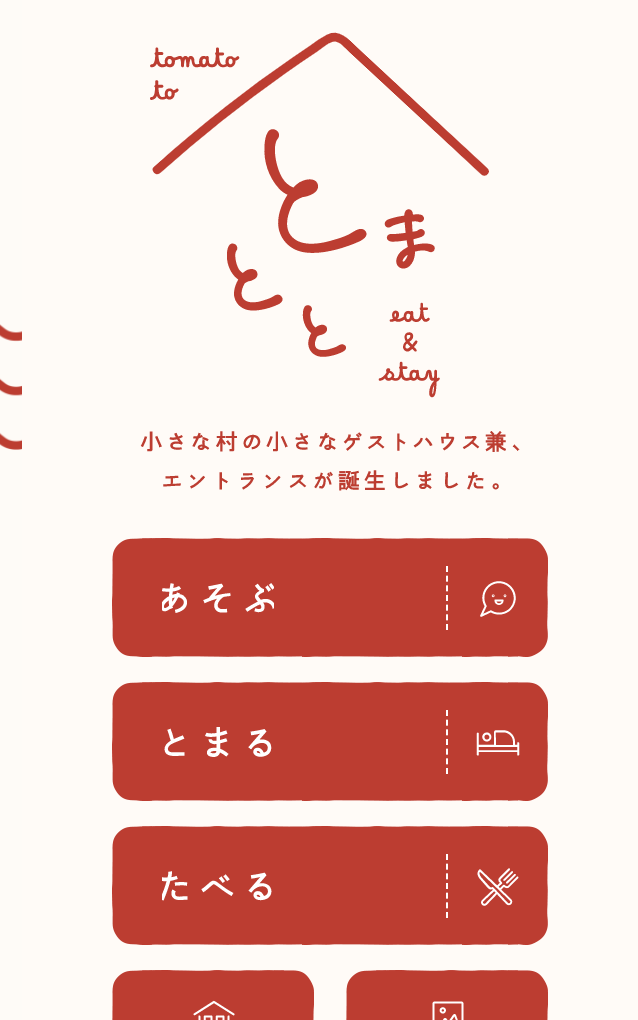 tomato
to
とま
とと
eat
&
stay
小さな村の小さなゲストハウス兼、
エントランスが誕生しました。
あそぶ
とまる
たべる